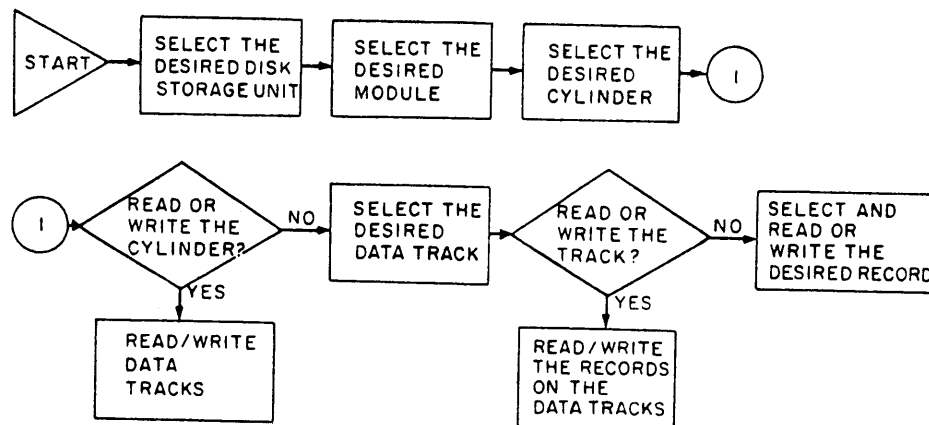 START
SELECT THE
DESIRED DISK
STORAGE UNIT
SELECT THE
DESIRED
MODULE
SELECT THE
DESIRED
CYLINDER
1
1
READ OR
WRITE THE
CYLINDER?
NO
SELECT THE
DESIRED
DATA TRACK
READ OR
WRITE THE
TRACK?
NO
SELECT AND
READ OR
WRITE THE
DESIRED RECORD
YES
READ/WRITE
DATA
TRACKS
YES
READ/WRITE
THE RECORDS
ON THE
DATA TRACKS